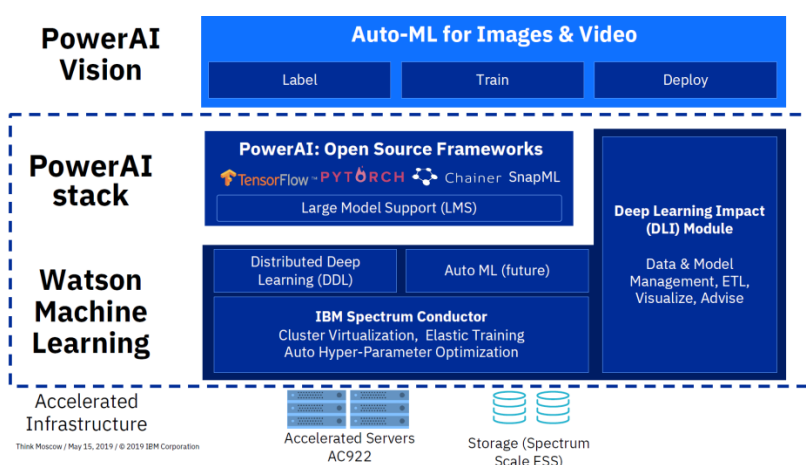 PowerAI
Vision
Auto-ML for Images & Video
Label
Train
Deploy
PowerAI
stack
PowerAI: Open Source Frameworks
TensorFlow™
PYTORCH
Chainer
SnapML
Large Model Support (LMS)
Deep Learning Impact
(DLI) Module
Data & Model
Management, ETL,
Visualize, Advise
Watson
Machine
Learning
Distributed Deep
Learning (DDL)
Auto ML (future)
IBM Spectrum Conductor
Cluster Virtualization, Elastic Training
Auto Hyper-Parameter Optimization
Accelerated
Infrastructure
Accelerated Servers
AC922
Storage (Spectrum
Scale ESS)
Think Moscow / May 15, 2019 / © 2019 IBM Corporation